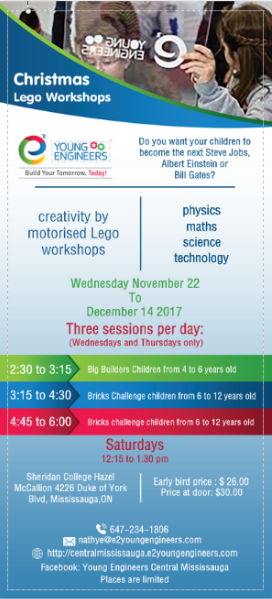 YOUNG
ENGINEERS
Christmas
Lego Workshops
e2
YOUNG
ENGINEERS
Build Your Tomorrow, Today!
Do you want your children to
become the next Steve Jobs,
Albert Einstein or
Bill Gates?
creativity by
motorised Lego
workshops
physics
maths
science
technology
Wednesday November 22
To
December 14 2017
Three sessions per day:
(Wednesdays and Thursdays only)
2:30 to 3:15 Big Builders Children from 4 to 6 years old
3:15 to 4:30 Bricks Challenge children from 6 to 12 years old
4:45 to 6:00 Bricks challenge children from 6 to 12 years old
Saturdays
12:15 to 1:30 pm
Sheridan College Hazel
McCallion 4226 Duke of York
Blvd, Mississauga,ON
Early bird price : $ 26.00
Price at door: $30.00
647-234-1806
nathye@e2youngengineers.com
http://centralmississauga.e2youngengineers.com
Facebook: Young Engineers Central Mississauga
Places are limited